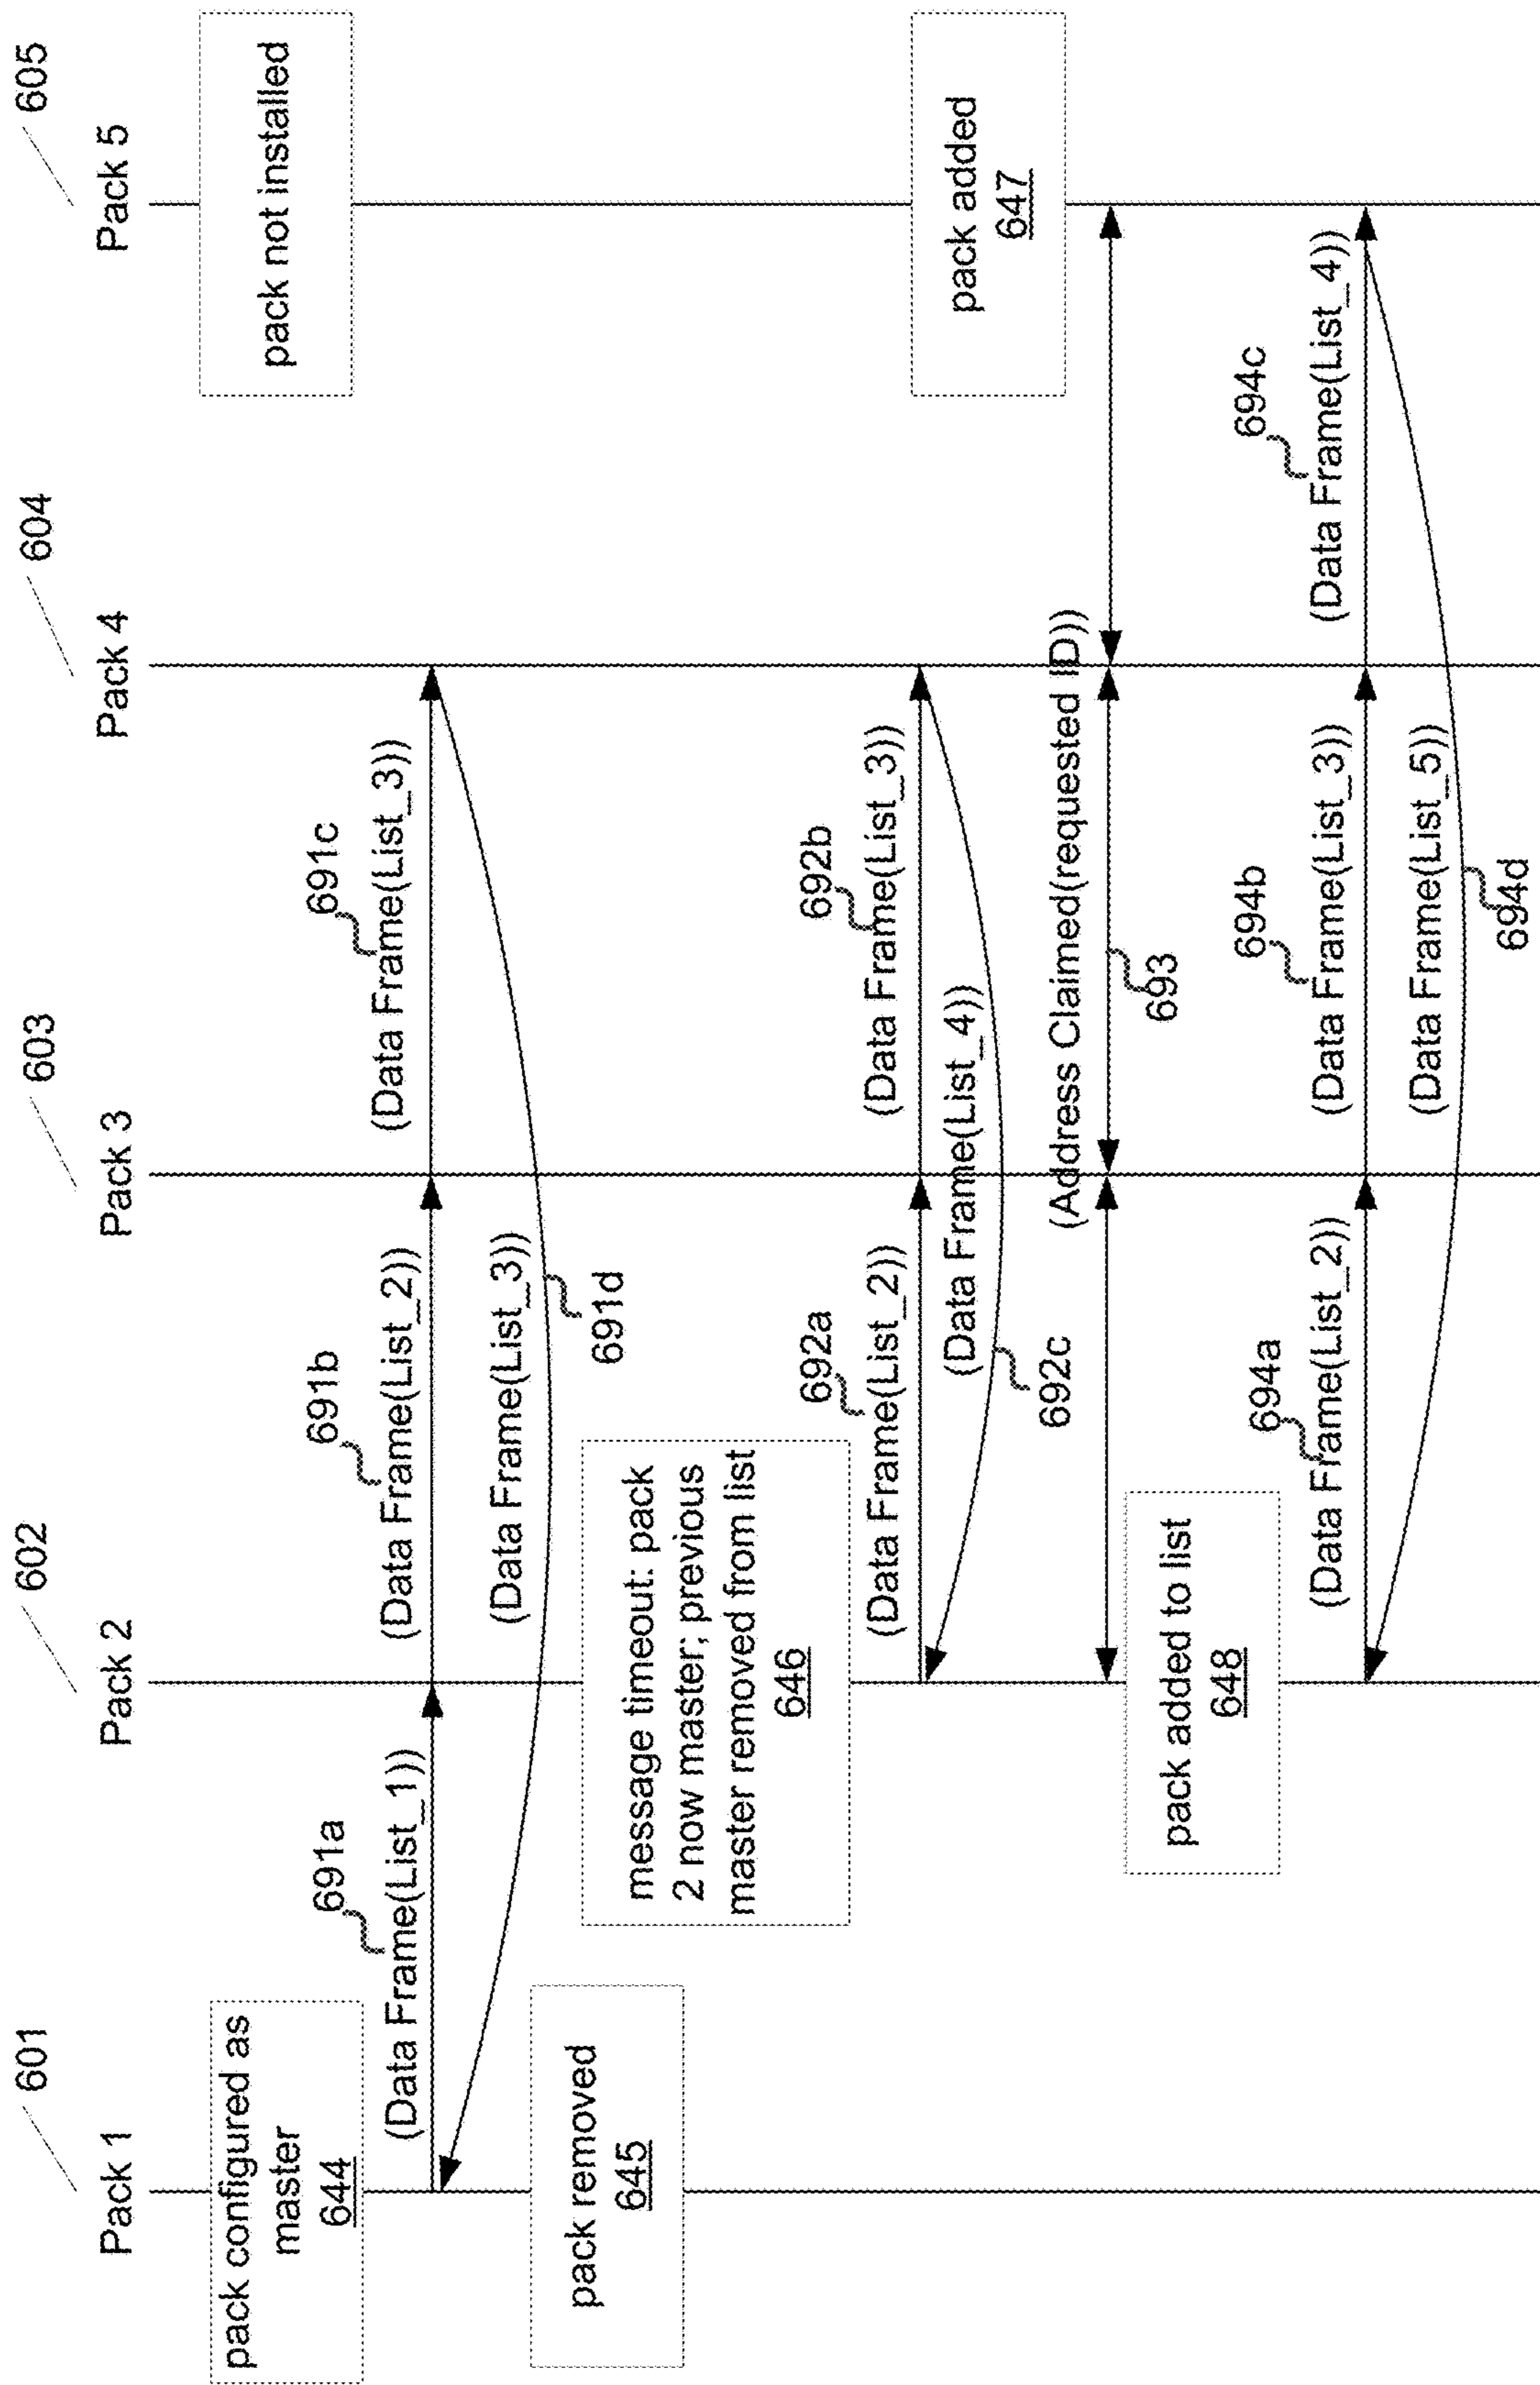 601
602
603
604
605
Pack 1
Pack 2
Pack 3
Pack 4
Pack 5
pack configured as
master
644
pack not installed
691a
(Data Frame(List_1))
691b
(Data Frame(List_2))
691c
(Data Frame(List_3))
(Data Frame(List_3))
691d
pack removed
645
message timeout: pack
2 now master; previous
master removed from list
646
692a
(Data Frame(List_2))
692b
(Data Frame(List_3))
(Data Frame(List_4))
692c
pack added
647
(Address Claimed(requested ID))
693
pack added to list
648
694a
(Data Frame(List_2))
694b
(Data Frame(List_3))
694c
(Data Frame(List_4))
(Data Frame(List_5))
694d